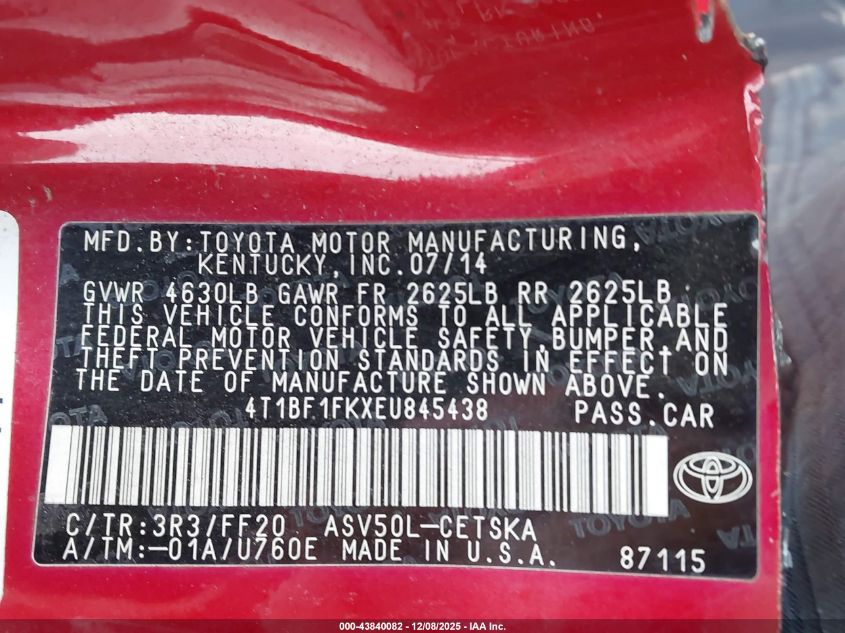 MFD.BY:TOYOTA MOTOR MANUFACTURING,
KENTUCKY, INC.07/14
GVWR 4630LB GAWR FR 2625LB RR 2625LB
THIS VEHICLE CONFORMS TO ALL APPLICABLE
FEDERAL MOTOR VEHICLE SAFETY,BUMPER,AND
THEFT PREVENTION STANDARDS IN EFFECT ON
THE DATE OF MANUFACTURE SHOWN ABOVE.
4T1BF1FKXEU845438 PASS.CAR
C/TR:3R3/FF20 ASV50L-CETSKA
A/TM:-01A/U760E MADE IN U.S.A. 87115
000-43840082 - 12/08/2025 - IAA Inc.